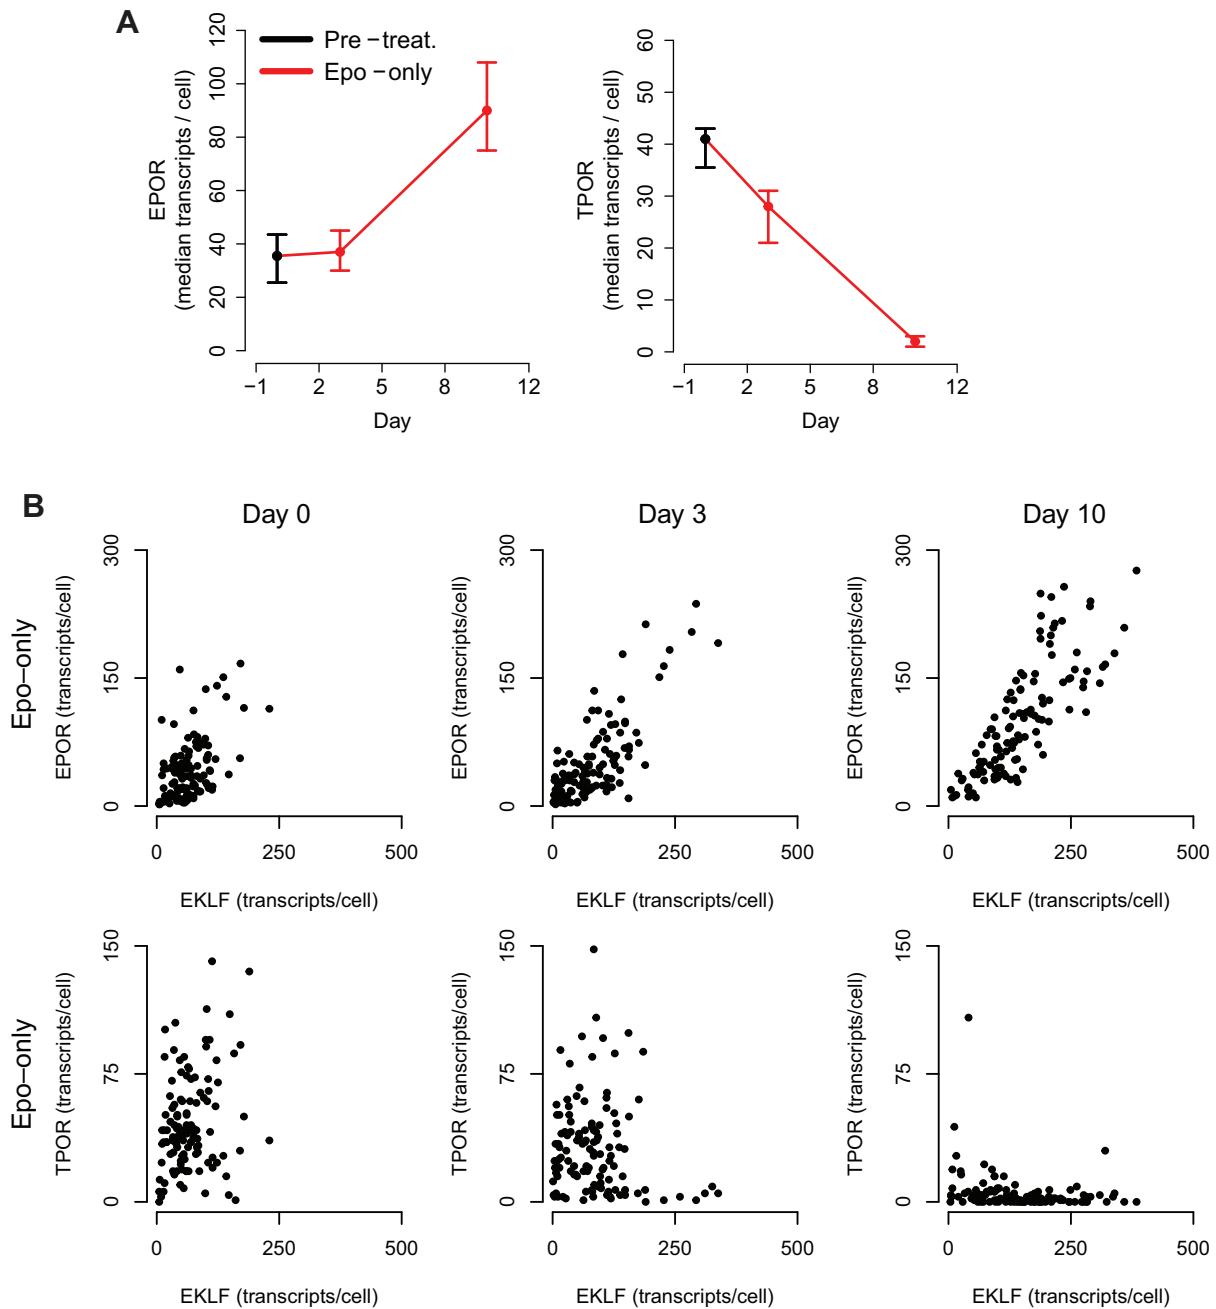 A
Pre −treat.
Epo −only
EPOR
(median transcripts / cell)
0
20
40
60
80
100
120
−1
2
5
8
12
Day
TPOR
(median transcripts / cell)
0
10
20
30
40
50
60
−1
2
5
8
12
Day
B
Day 0
Day 3
Day 10
Epo−only
EPOR (transcripts/cell)
0
150
300
0
250
500
EKLF (transcripts/cell)
EPOR (transcripts/cell)
0
150
300
0
250
500
EKLF (transcripts/cell)
EPOR (transcripts/cell)
0
150
300
0
250
500
EKLF (transcripts/cell)
Epo−only
TPOR (transcripts/cell)
0
75
150
0
250
500
EKLF (transcripts/cell)
TPOR (transcripts/cell)
0
75
150
0
250
500
EKLF (transcripts/cell)
TPOR (transcripts/cell)
0
75
150
0
250
500
EKLF (transcripts/cell)